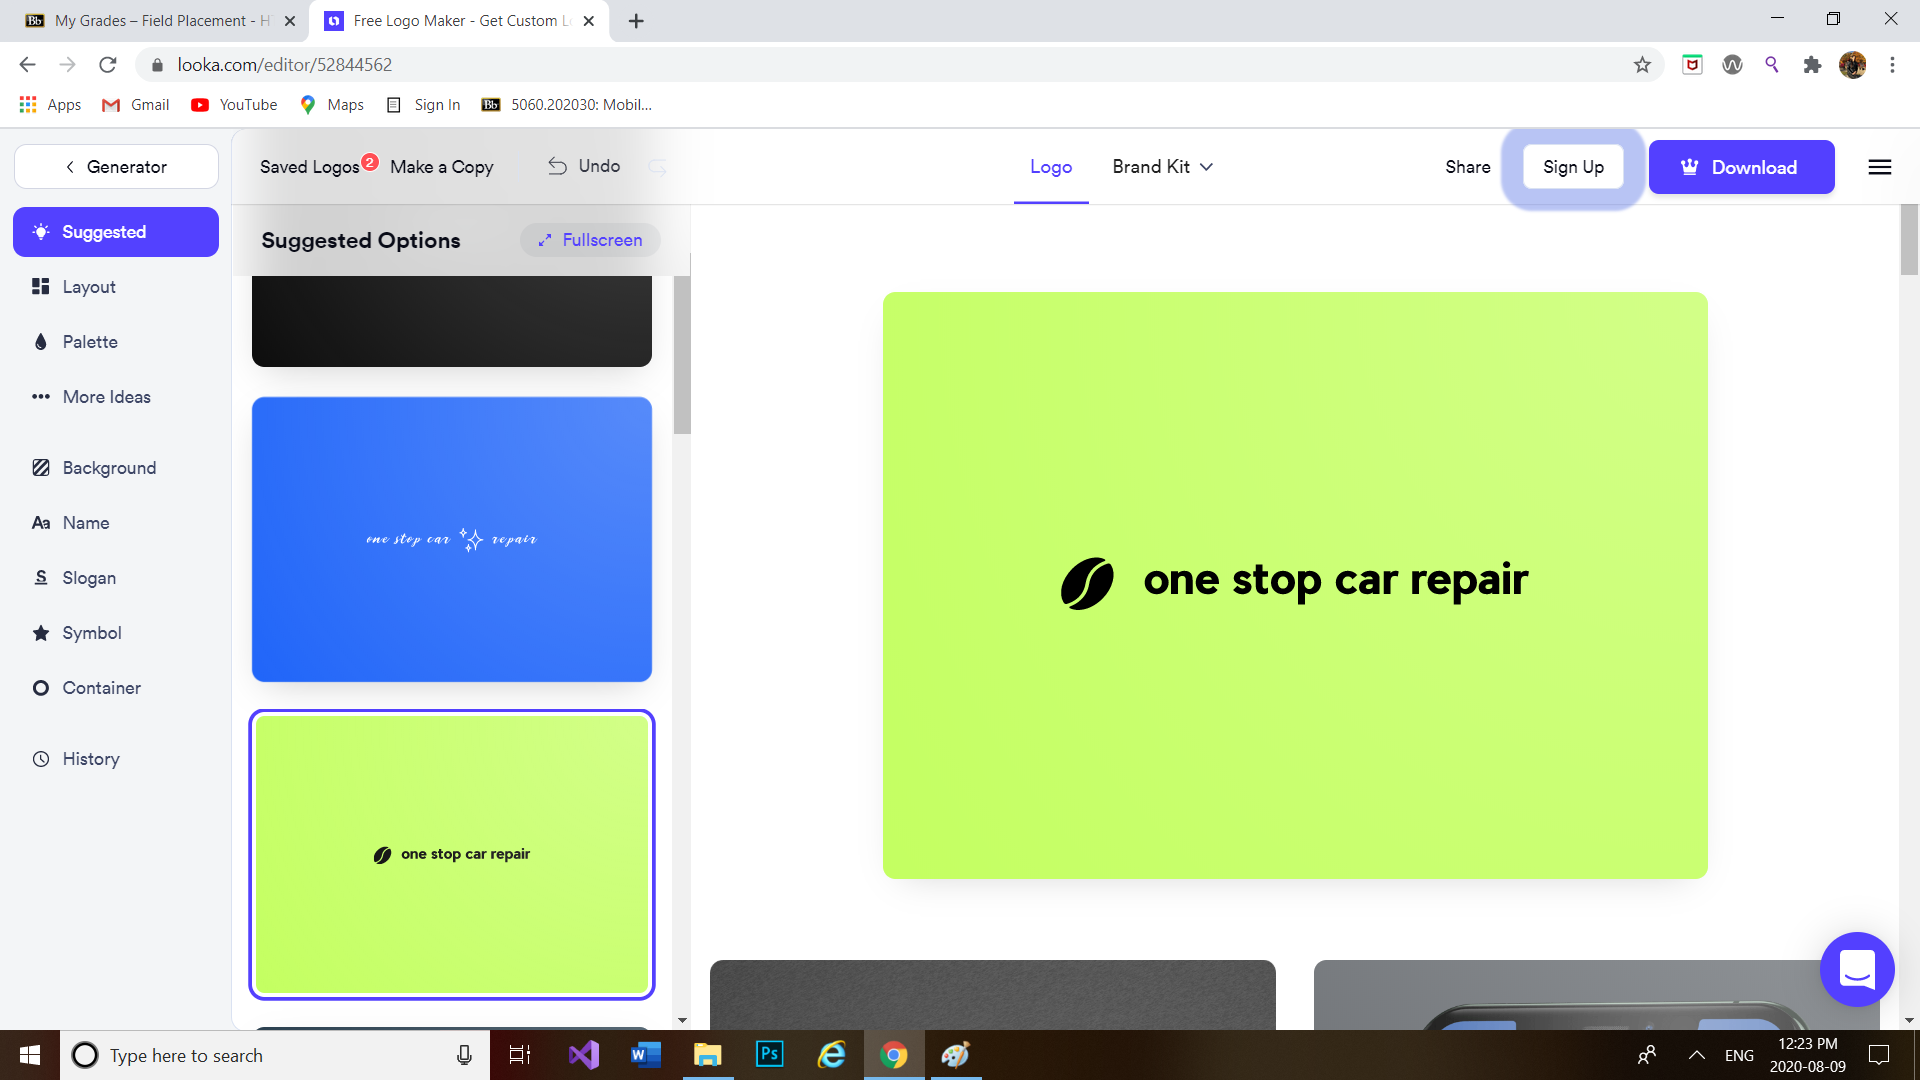 My Grades – Field Placement - H
Free Logo Maker - Get Custom L
looka.com/editor/52844562
Apps
Gmail
YouTube
Maps
Sign In
Bb
5060.202030: Mobil...
Generator
Saved Logos 2
Make a Copy
Undo
Logo
Brand Kit
Share
Sign Up
Download
Suggested
Layout
Palette
More Ideas
Background
Name
Slogan
Symbol
Container
History
Suggested Options
Fullscreen
one stop car repair
one stop car repair
one stop car repair
Type here to search
Ps
ENG
12:23 PM
2020-08-09